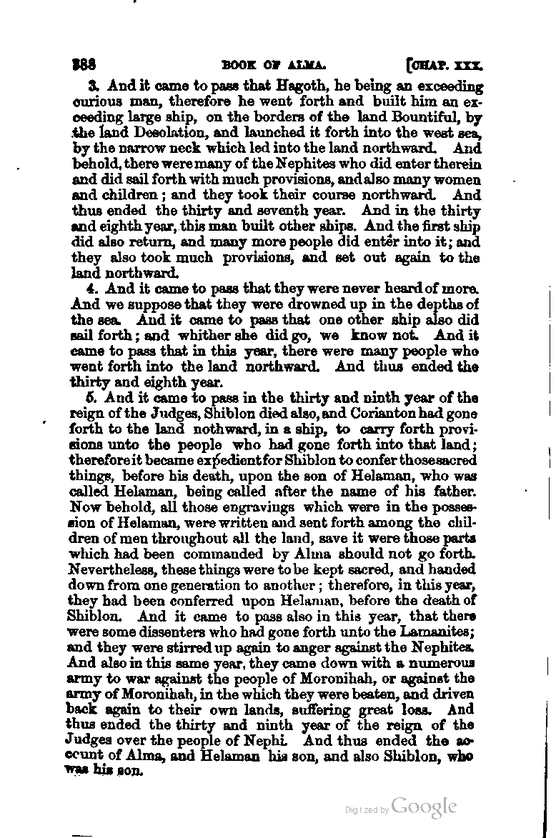 388 BOOK OF ALMA. [CHAP. XXX.
3. And it came to pass that Hagoth, he being an exceeding
curious man, therefore he went forth and built him an ex-
ceeding large ship, on the borders of the land Bountiful, by
the land Desolation, and launched it forth into the west sea,
by the narrow neck which led into the land northward. And
behold, there were many of the Nephites who did enter therein
and did sail forth with much provisions, and also many women
and children; and they took their course northward. And
thus ended the thirty and seventh year. And in the thirty
and eighth year, this man built other ships. And the first ship
did also return, and many more people did enter into it; and
they also took much provisions, and set out again to the
land northward.
4. And it came to pass that they were never heard of more.
And we suppose that they were drowned up in the depths of
the sea. And it came to pass that one other ship also did
sail forth; and whither she did go, we know not. And it
came to pass that in this year, there were many people who
went forth into the land northward. And thus ended the
thirty and eighth year.
5. And it came to pass in the thirty and ninth year of the
reign of the Judges, Shiblon died also, and Corianton had gone
forth to the land nothward, in a ship, to carry forth provi-
sions unto the people who had gone forth into that land;
therefore it became expedient for Shiblon to confer those sacred
things, before his death, upon the son of Helaman, who was
called Helaman, being called after the name of his father.
Now behold, all those engravings which were in the posses-
sion of Helaman, were written and sent forth among the chil-
dren of men throughout all the land, save it were those parts
which had been commanded by Alma should not go forth.
Nevertheless, these things were to be kept sacred, and handed
down from one generation to another; therefore, in this year,
they had been conferred upon Helaman, before the death of
Shiblon. And it came to pass also in this year, that there
were some dissenters who had gone forth unto the Lamanites;
and they were stirred up again to anger against the Nephites.
And also in this same year, they came down with a numerous
army to war against the people of Moronihah, or against the
army of Moronihah, in the which they were beaten, and driven
back again to their own lands, suffering great loss. And
thus ended the thirty and ninth year of the reign of the
Judges over the people of Nephi. And thus ended the ac-
ccunt of Alma, and Helaman his son, and also Shiblon, who
was his son.
Digitized by Google